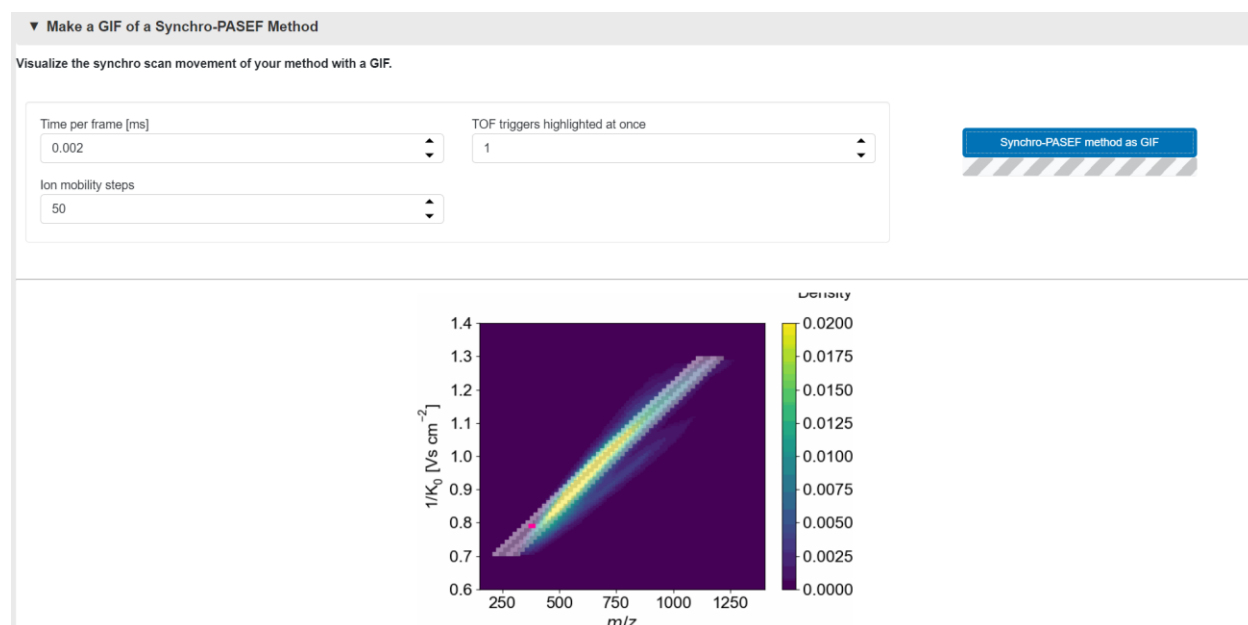 ▼ Make a GIF of a Synchro-PASEF Method
Visualize the synchro scan movement of your method with a GIF.
Time per frame [ms]
0.002
TOF triggers highlighted at once
1
Synchro-PASEF method as GIF
Ion mobility steps
50
Density
1.4
1.3
1.2
1.1
1.0
0.9
0.8
0.7
0.6
1/K₀ [Vs cm⁻²]
250 500 750 1000 1250
m/z
0.0200
0.0175
0.0150
0.0125
0.0100
0.0075
0.0050
0.0025
0.0000